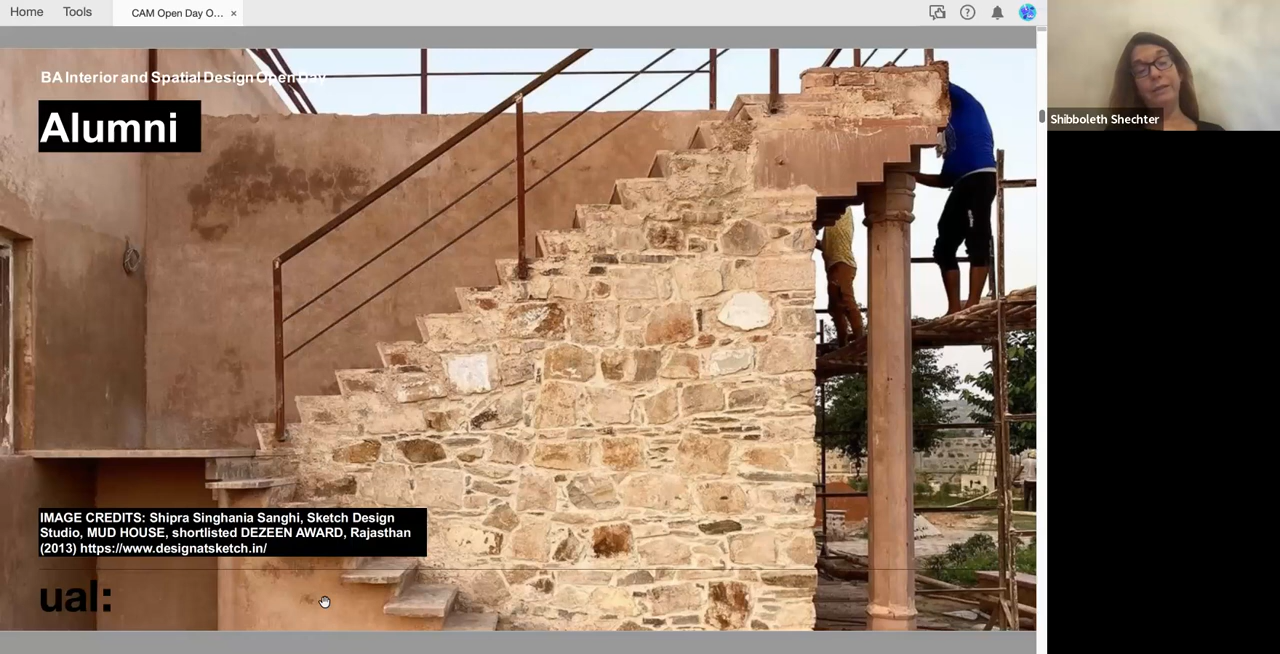 Home Tools CAM Open Day O... ×
BA Interior and Spatial Design Open Day
Alumni
Shibboleth Shechter
IMAGE CREDITS: Shipra Singhania Sanghi, Sketch Design
Studio, MUD HOUSE, shortlisted DEZEEN AWARD, Rajasthan
(2013) https://www.designatsketch.in/
ual: